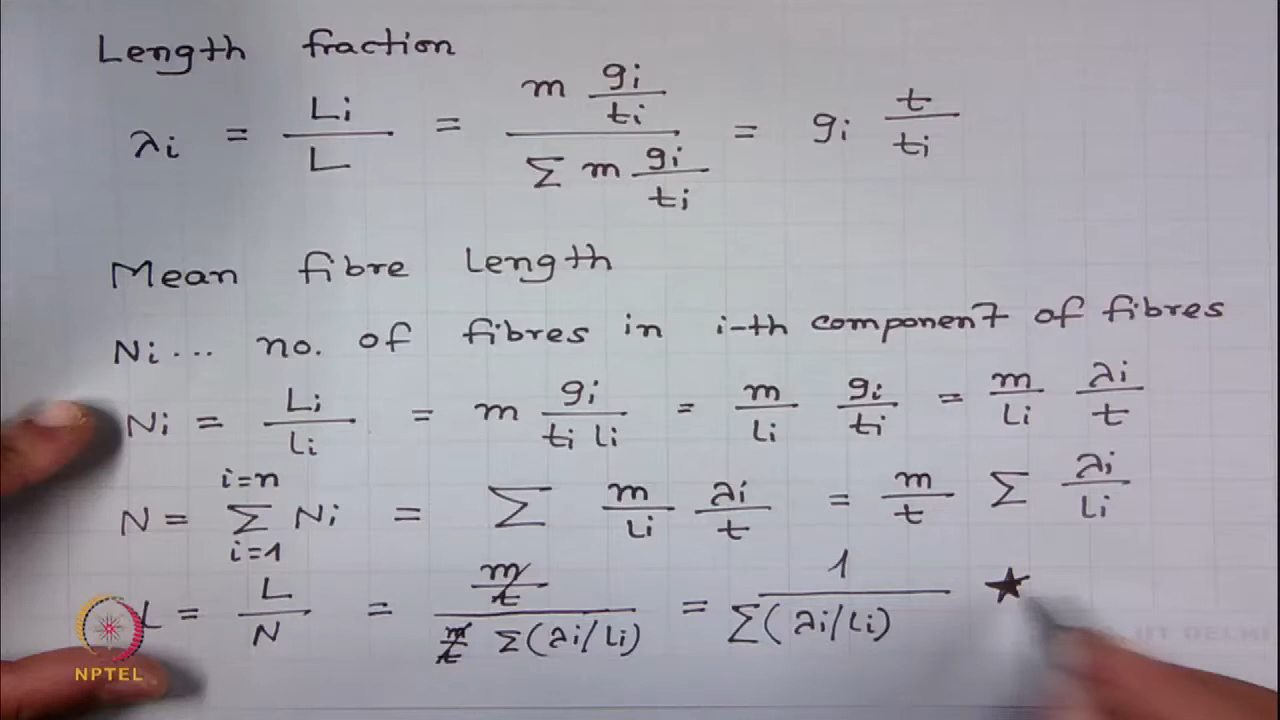 Length fraction
λi = Li / L = m gi/ti / Σ m gi/ti = gi t/ti
Mean fibre length
Ni... no. of fibres in i-th component of fibres
Ni = Li / li = m gi / ti li = m/li gi/ti = m/li λi/t
N = Σ i=1 i=n Ni = Σ m/li λi/t = m/t Σ λi/li
l = L / N = m/t / m/t Σ(λi/li) = 1 / Σ(λi/li) ★
NPTEL
IIT DELHI